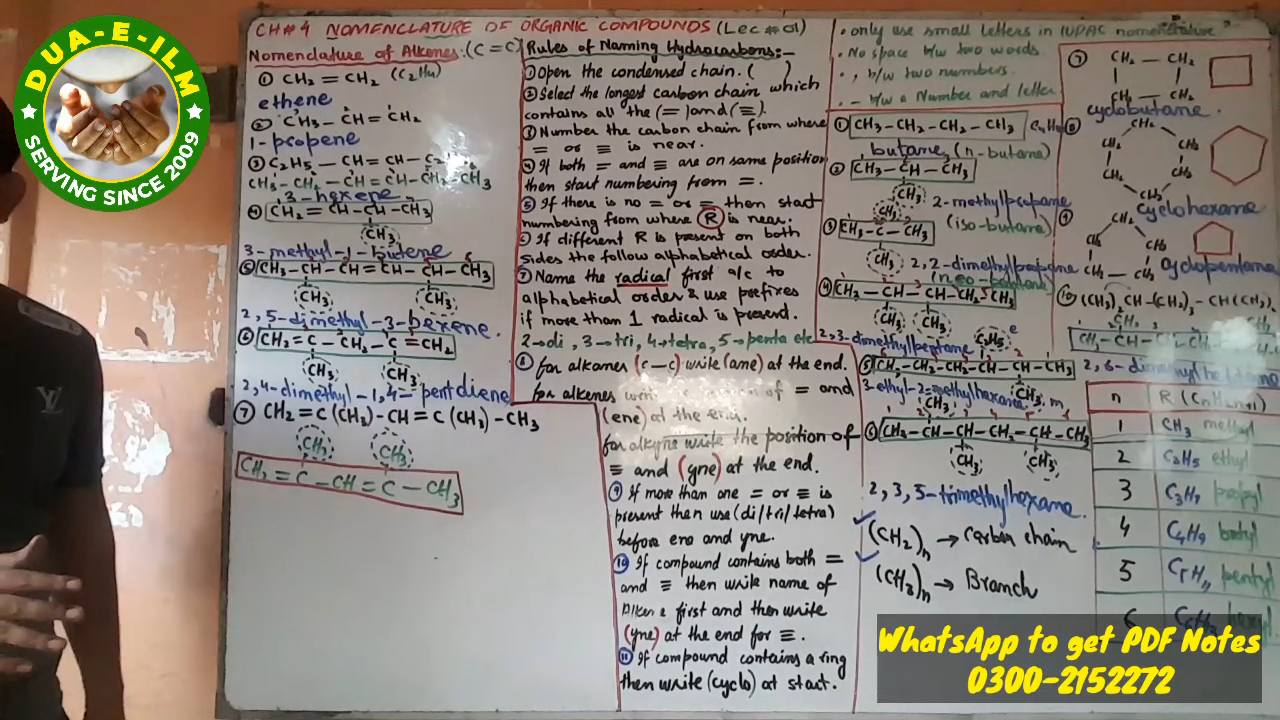 DUA-E-ILM
SERVING SINCE 2009
CH#4 NOMENCLATURE OF ORGANIC COMPOUNDS (Lec #01)
Nomenclature of Alkenes:(C=C)
① CH₂ = CH₂ (C₂H₄)
ethene
② CH₃ - CH = CH₂
1-propene
③ C₂H₅ - CH = CH - C₂H₅
CH₃ - CH₂ - CH = CH - CH₂ - CH₃
3-hexene
④ CH₂ = CH - CH - CH₃
CH₃
3-methyl-1-butene
⑤ CH₃ - CH - CH = CH - CH - CH₃
CH₃ CH₃
2,5-dimethyl-3-hexene.
⑥ CH₂ = C - CH₂ - C = CH₂
CH₃ CH₃
2,4-dimethyl-1,4-pentdiene
⑦ CH₂ = C (CH₃) - CH = C (CH₃) - CH₃
CH₃ CH₃
CH₂ = C - CH = C - CH₃
Rules of Naming Hydrocarbons:-
① Open the condensed chain. ( )
② Select the longest carbon chain which
contains all the (=) and (≡).
③ Number the carbon chain from where
= or ≡ is near.
④ If both = and ≡ are on same position
then start numbering from =.
⑤ If there is no = or ≡ then start
numbering from where (R) is near.
⑥ If different R is present on both
sides the follow alphabetical order.
⑦ Name the radical first a/c to
alphabetical order & use prefixes
if more than 1 radical is present.
2→di, 3→tri, 4→tetra, 5→penta etc
⑧ for alkanes (c-c) write (ane) at the end.
for alkenes of = and
(ene) at the end.
for alkyne write the position of
≡ and (yne) at the end.
⑨ If more than one = or ≡ is
present then use (di/tri/tetra)
before ene and yne.
⑩ If compound contains both =
and ≡ then write name of
first and then write
(yne) at the end for ≡.
⑪ If compound contains a ring
then write (cyclo) at start.
. only use small letters in IUPAC nomenclature
. No space b/w two words.
. , b/w two numbers.
. - b/w a Number and letter
① CH₃ - CH₂ - CH₂ - CH₃
butane, (n-butane)
② CH₃ - CH - CH₃
CH₃
2-methylpropane
(iso-butane)
CH₃
③ CH₃ - C - CH₃
CH₃
2,2-dimethylpropane
④ CH₃ - CH - CH - CH₂ - CH₃
CH₃ CH₃
2,3-dimethylpentane
C₂H₅
⑤
3-ethyl-2-methylhexane
CH₃
⑥ CH₃ - CH - CH - CH₂ - CH - CH₃
CH₃ CH₃
2,3,5-trimethylhexane.
(CH₂)n → Carbon chain
(CH₃)n → Branch
⑦ CH₂ - CH₂
CH₂ - CH₂
cyclobutane.
⑧ CH₂
CH₂ CH₂
CH₂ CH₂
cyclohexane
⑨ CH₂
CH₂ CH₂
CH₂ - CH₂
cyclopentane
⑩
n R (CnH2n+1)
1 CH₃ methyl
2 C₂H₅ ethyl
3 C₃H₇ propyl
4 C₄H₉ butyl
5 C₅H₁₁ pentyl
6
WhatsApp to get PDF Notes
0300-2152272